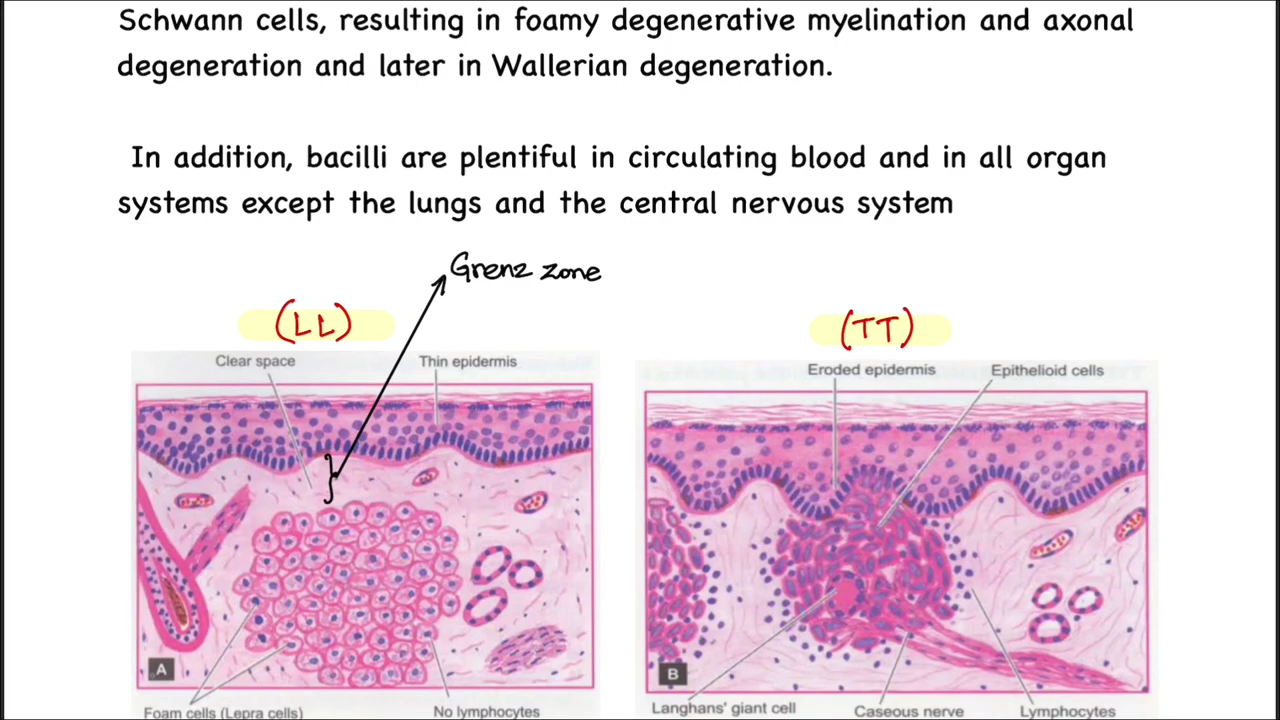 Schwann cells, resulting in foamy degenerative myelination and axonal
degeneration and later in Wallerian degeneration.
In addition, bacilli are plentiful in circulating blood and in all organ
systems except the lungs and the central nervous system
Grenz zone
(LL)
(TT)
Clear space
Thin epidermis
Eroded epidermis
Epithelioid cells
A
B
Foam cells (Lepra cells)
No lymphocytes
Langhans' giant cell
Caseous nerve
Lymphocytes